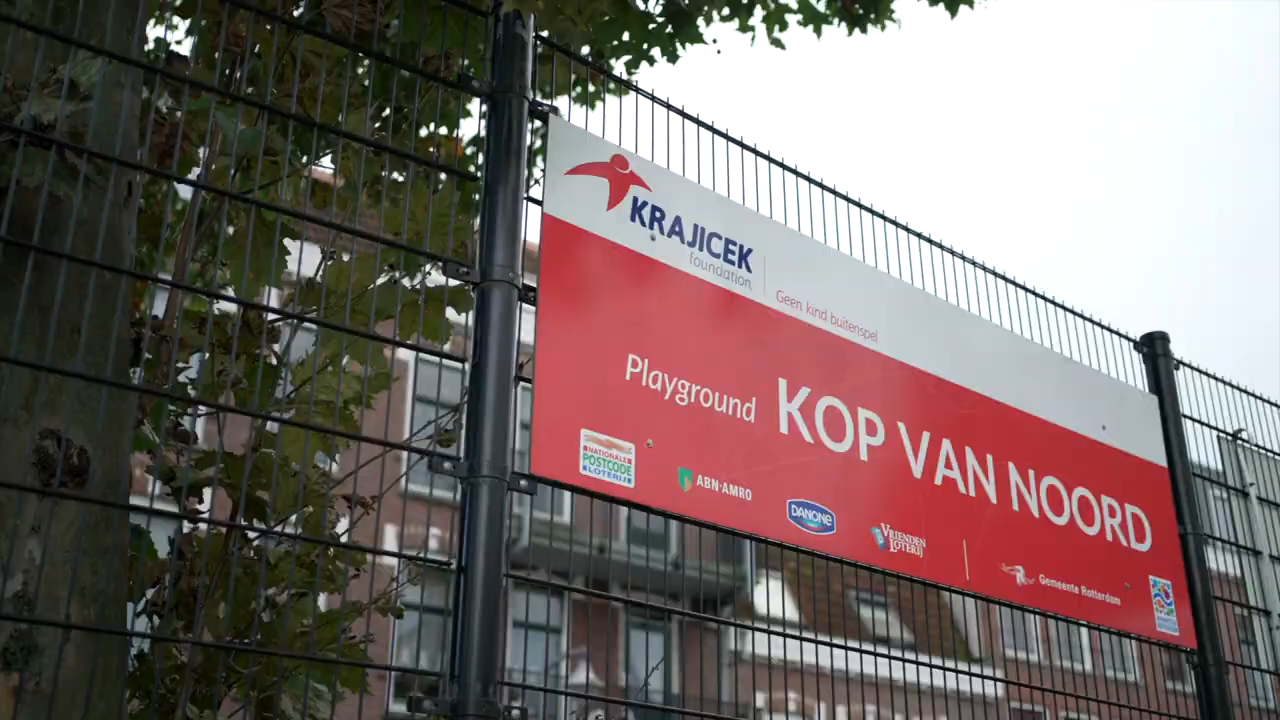 KRAJICEK
foundation
Geen kind buitenspel
Playground KOP VAN NOORD
NATIONALE
POSTCODE
LOTERIJ
ABN·AMRO
DANONE
VRIENDEN
LOTERIJ
Gemeente Rotterdam